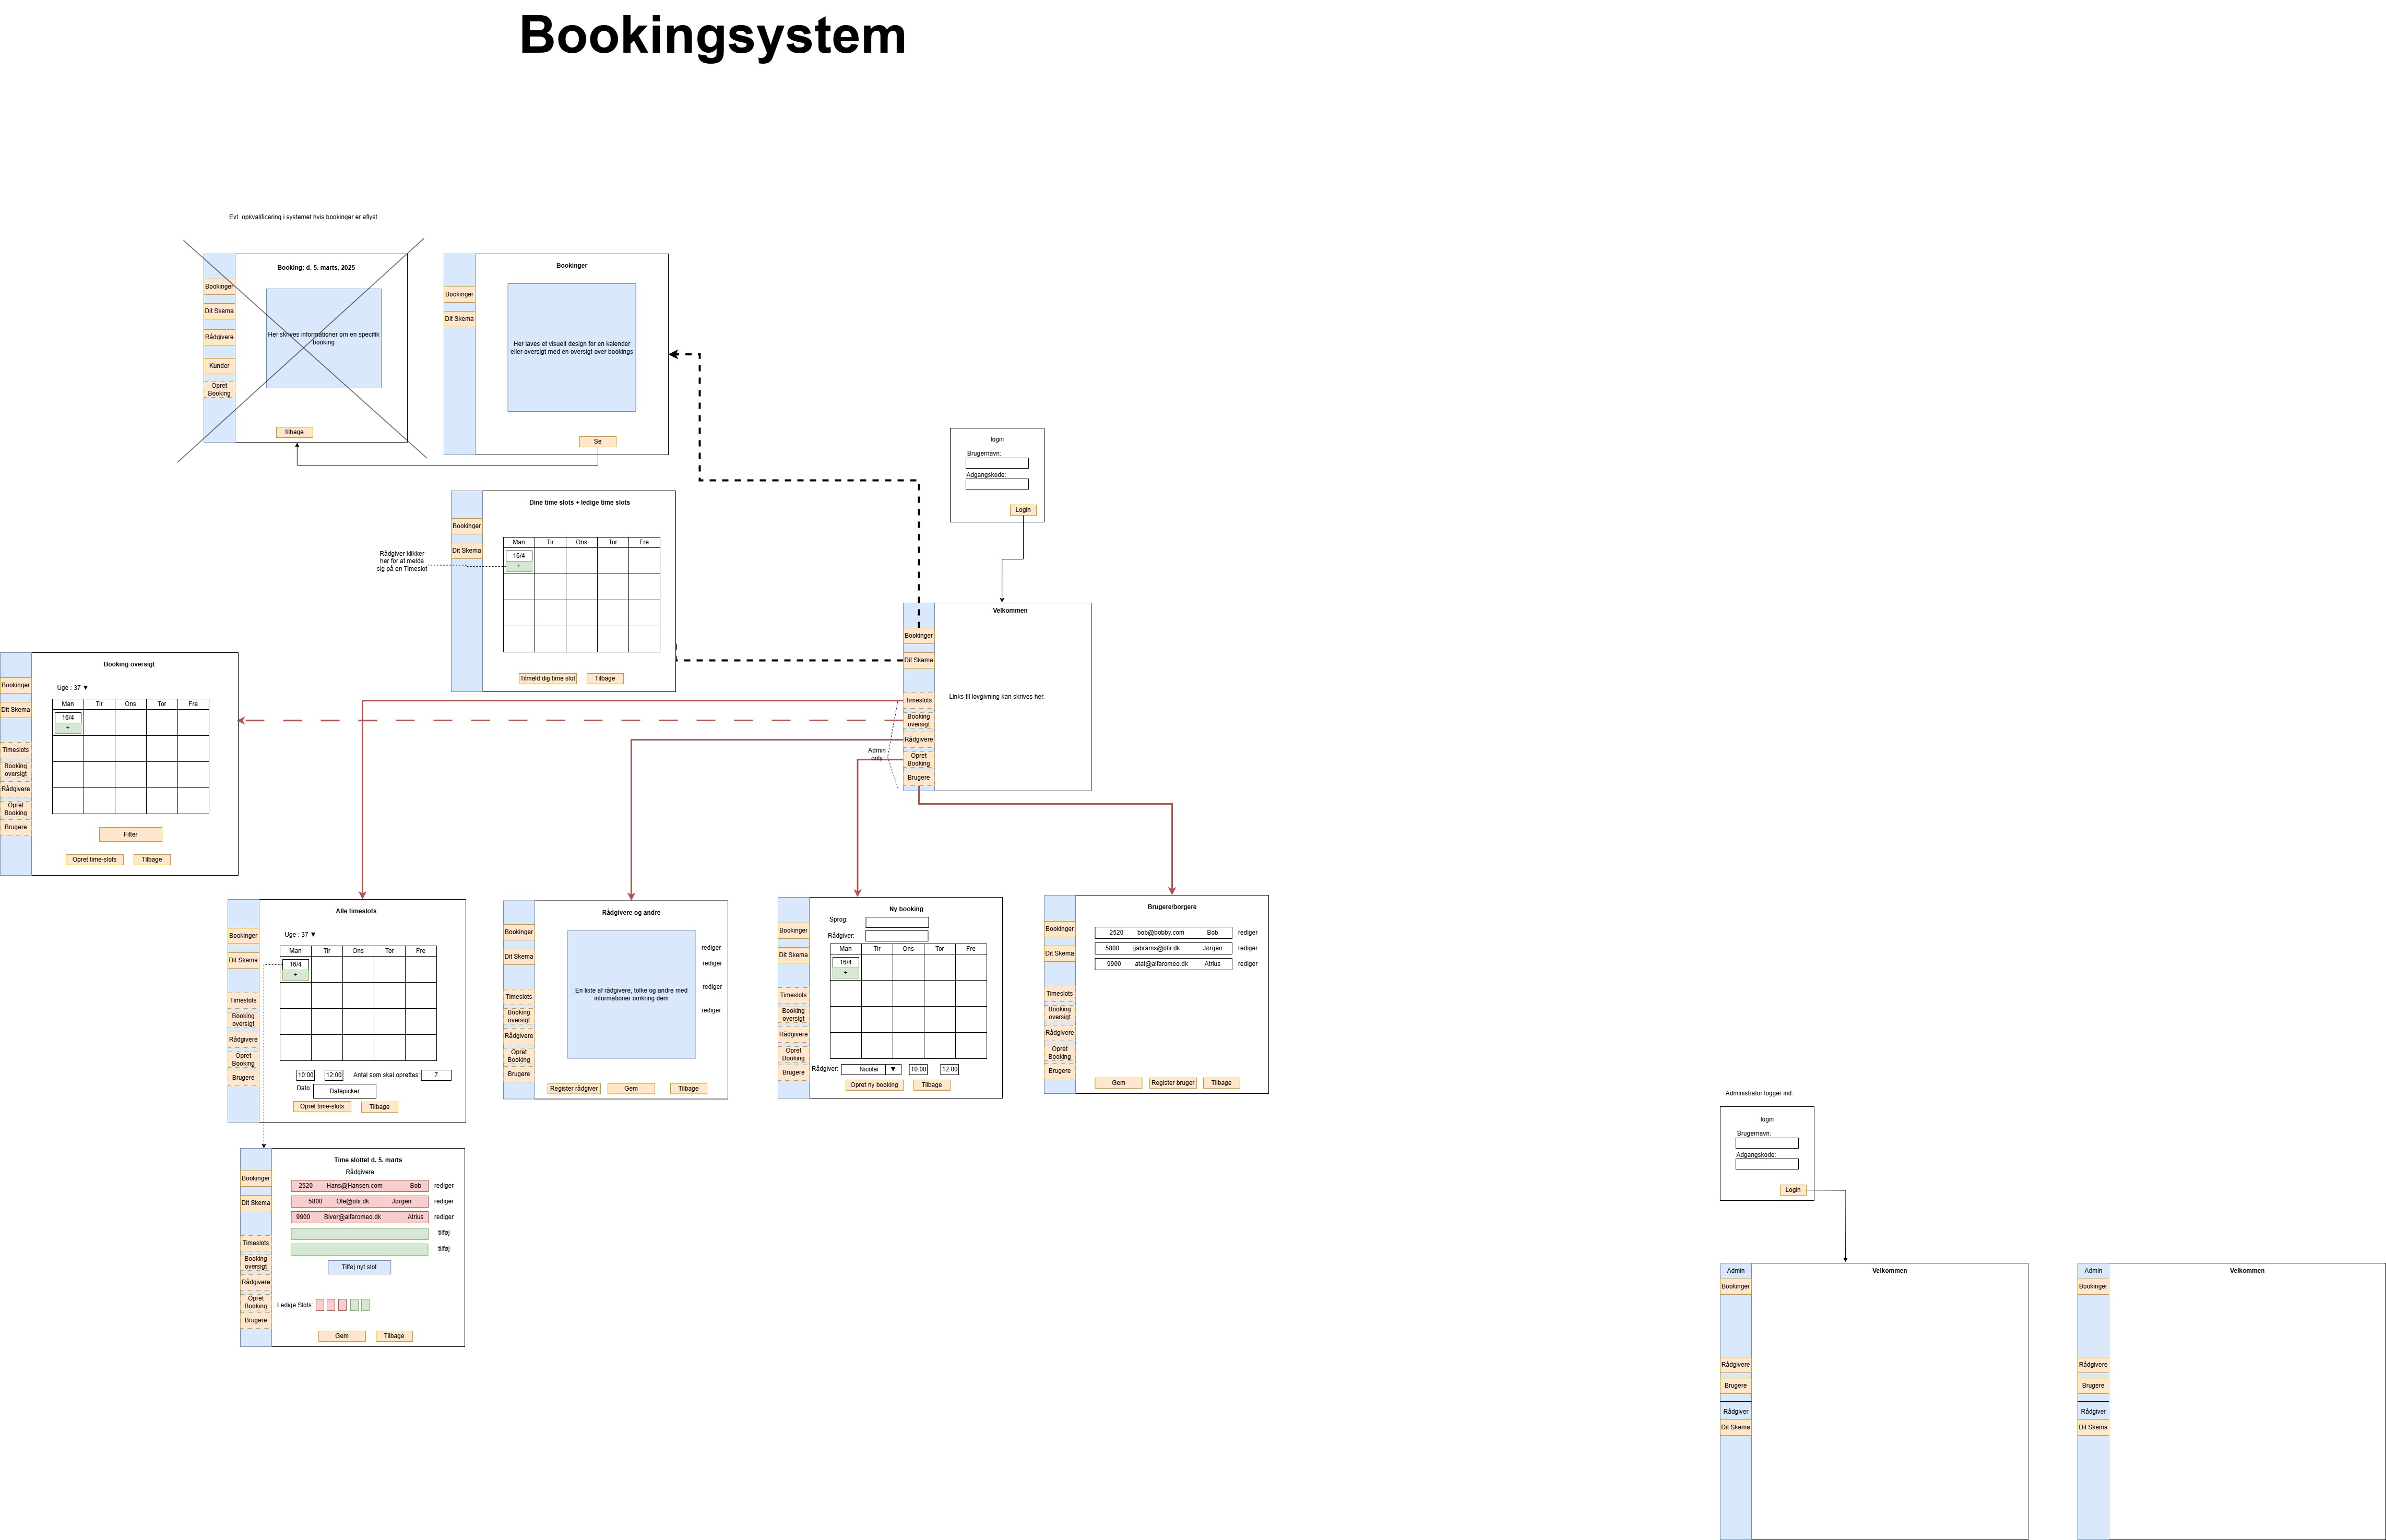 Bookingsystem
Evt. opkvalificering i systemet hvis bookinger er aflyst.
Booking: d. 5. marts, 2025
Bookinger
Dit Skema
Rådgivere
Kunder
Opret
Booking
Her skrives informationer om en specifik
booking
tilbage
Bookinger
Bookinger
Dit Skema
Her laves et visuelt design for en kalender
eller oversigt med en oversigt over bookings
Se
login
Brugernavn:
Adgangskode:
Login
Dine time slots + ledige time slots
Bookinger
Dit Skema
Man Tir Ons Tor Fre
16/4
+
Rådgiver klikker
her for at melde
sig på en Timeslot
Tilmeld dig time slot Tilbage
Velkommen
Bookinger
Dit Skema
Timeslots
Booking
oversigt
Rådgivere
Opret
Booking
Brugere
Links til lovgivning kan skrives her.
Admin
only
Booking oversigt
Bookinger
Dit Skema
Timeslots
Booking
oversigt
Rådgivere
Opret
Booking
Brugere
Uge : 37 ▼
Man Tir Ons Tor Fre
16/4
+
Filter
Opret time-slots Tilbage
Alle timeslots
Bookinger
Dit Skema
Timeslots
Booking
oversigt
Rådgivere
Opret
Booking
Brugere
Uge : 37 ▼
Man Tir Ons Tor Fre
16/4
+
10:00 12:00 Antal som skal oprettes: 7
Dato: Datepicker
Opret time-slots Tilbage
Rådgivere og andre
Bookinger
Dit Skema
Timeslots
Booking
oversigt
Rådgivere
Opret
Booking
Brugere
En liste af rådgivere, tolke og andre med
informationer omkring dem
rediger
rediger
rediger
rediger
Register rådgiver Gem Tilbage
Ny booking
Bookinger
Dit Skema
Timeslots
Booking
oversigt
Rådgivere
Opret
Booking
Brugere
Sprog:
Rådgiver:
Man Tir Ons Tor Fre
16/4
+
Rådgiver: Nicolai ▼ 10:00 12:00
Opret ny booking Tilbage
Brugere/borgere
Bookinger
Dit Skema
Timeslots
Booking
oversigt
Rådgivere
Opret
Booking
Brugere
2520 bob@bobby.com Bob rediger
5800 jjabrams@ofir.dk Jørgen rediger
9900 atat@alfaromeo.dk Atrius rediger
Gem Register bruger Tilbage
Time slottet d. 5. marts
Bookinger
Dit Skema
Timeslots
Booking
oversigt
Rådgivere
Opret
Booking
Brugere
Rådgivere
2520 Hans@Hansen.com Bob rediger
5800 Ole@ofir.dk Jørgen rediger
9900 Biver@alfaromeo.dk Atrius rediger
tilføj
tilføj
Tilføj nyt slot
Ledige Slots:
Gem Tilbage
Administrator logger ind:
login
Brugernavn:
Adgangskode:
Login
Velkommen
Admin
Bookinger
Rådgivere
Brugere
Rådgiver
Dit Skema
Velkommen
Admin
Bookinger
Rådgivere
Brugere
Rådgiver
Dit Skema